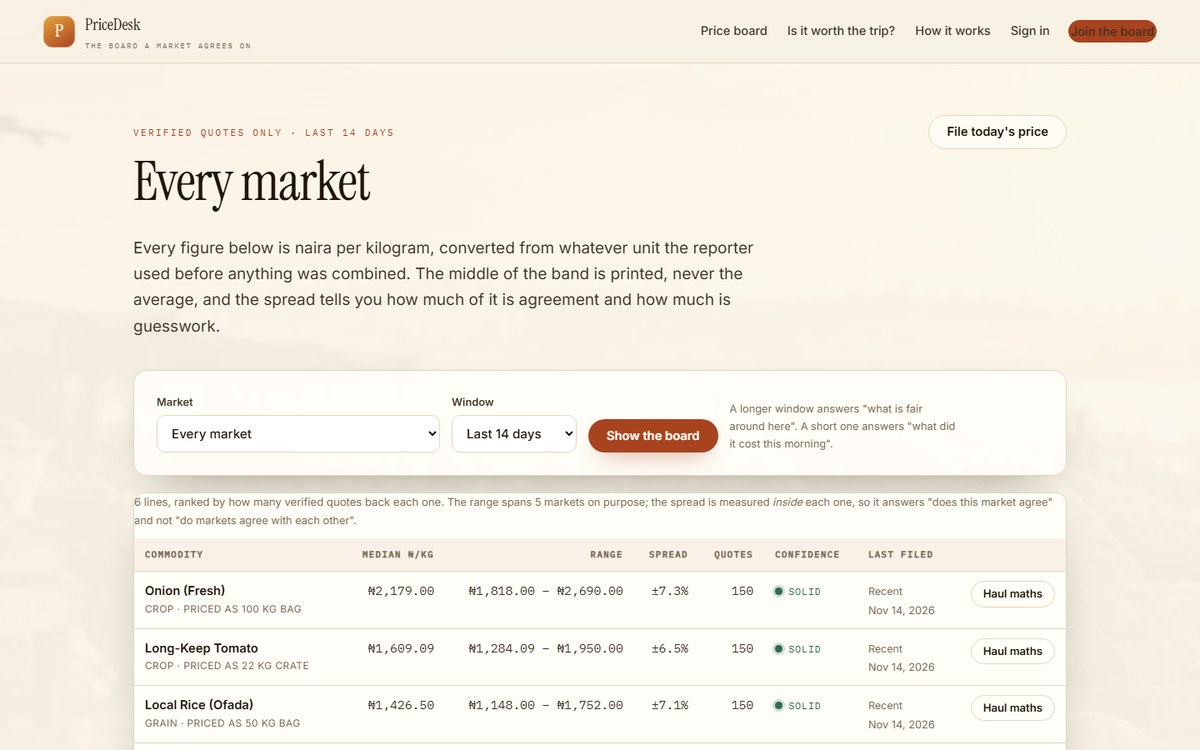 P
PriceDesk
THE BOARD A MARKET AGREES ON
Price board
Is it worth the trip?
How it works
Sign in
Join the board
VERIFIED QUOTES ONLY · LAST 14 DAYS
File today's price
Every market
Every figure below is naira per kilogram, converted from whatever unit the reporter
used before anything was combined. The middle of the band is printed, never the
average, and the spread tells you how much of it is agreement and how much is
guesswork.
Market
Window
Every market
Last 14 days
Show the board
A longer window answers "what is fair
around here". A short one answers "what did
it cost this morning".
6 lines, ranked by how many verified quotes back each one. The range spans 5 markets on purpose; the spread is measured inside each one, so it answers "does this market agree"
and not "do markets agree with each other".
COMMODITY MEDIAN ₦/KG RANGE SPREAD QUOTES CONFIDENCE LAST FILED
Onion (Fresh) ₦2,179.00 ₦1,818.00 – ₦2,690.00 ±7.3% 150 SOLID Recent Haul maths
CROP · PRICED AS 100 KG BAG Nov 14, 2026
Long-Keep Tomato ₦1,609.09 ₦1,284.09 – ₦1,950.00 ±6.5% 150 SOLID Recent Haul maths
CROP · PRICED AS 22 KG CRATE Nov 14, 2026
Local Rice (Ofada) ₦1,426.50 ₦1,148.00 – ₦1,752.00 ±7.1% 150 SOLID Recent Haul maths
GRAIN · PRICED AS 50 KG BAG Nov 14, 2026